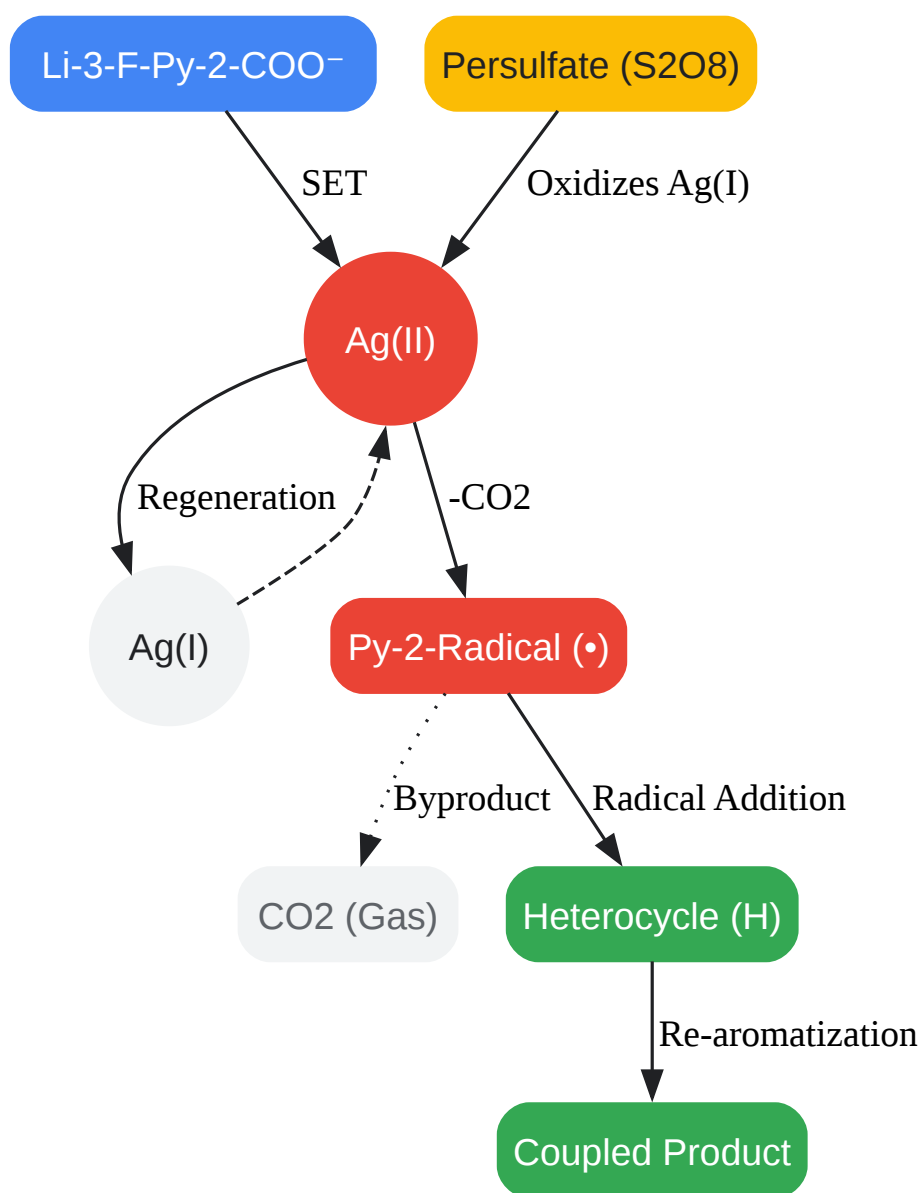 Li-3-F-Py-2-COO⁻
Persulfate (S2O8)
SET
Oxidizes Ag(I)
Ag(II)
Regeneration
-CO2
Ag(I)
Py-2-Radical (•)
Byproduct
Radical Addition
CO2 (Gas)
Heterocycle (H)
Re-aromatization
Coupled Product